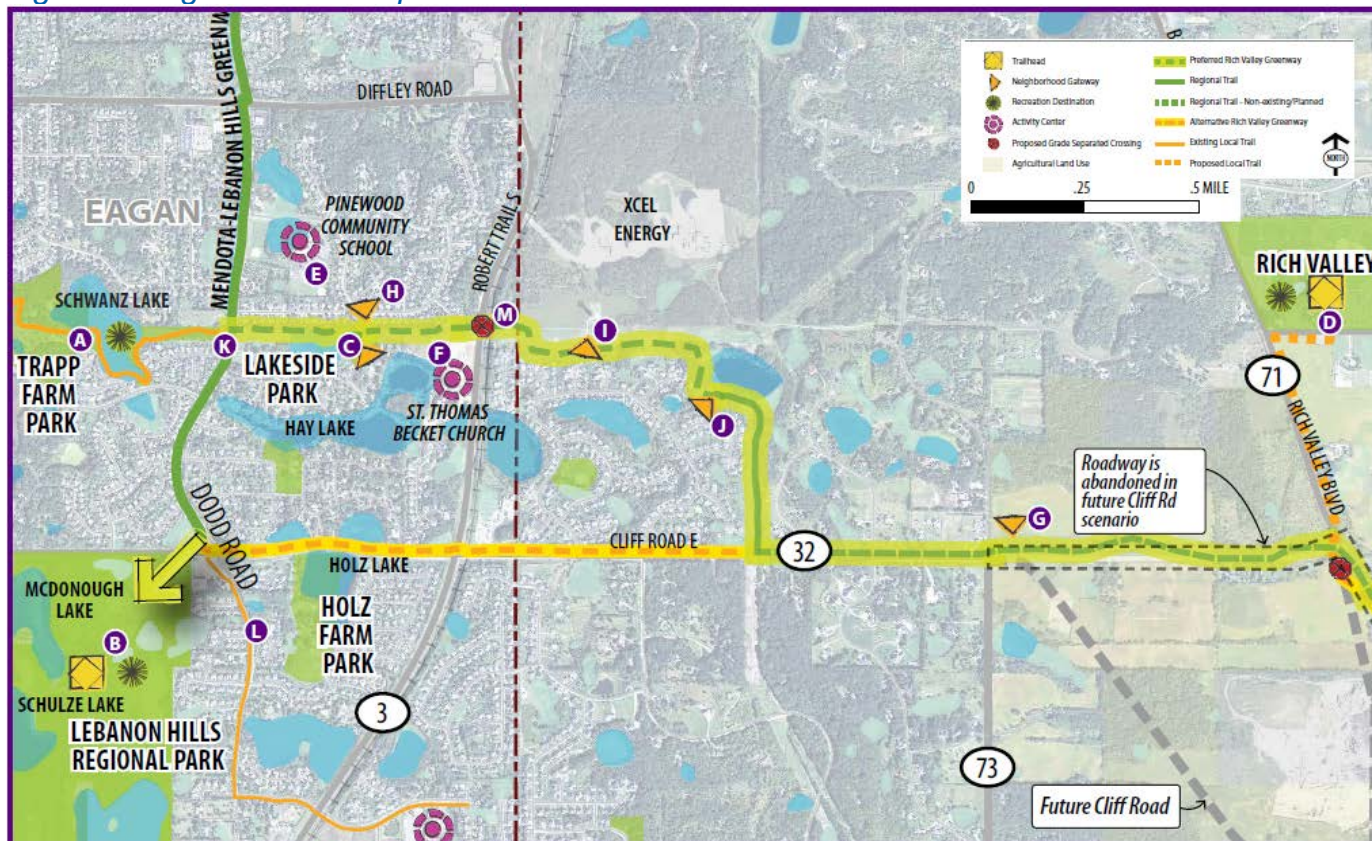 DIFFLEY ROAD
MENDOTA-LEBANON HILLS GREENW
EAGAN
PINEWOOD
COMMUNITY
SCHOOL
E
H
ROBERT TRAIL S
XCEL
ENERGY
Trailhead
Neighborhood Gateway
Recreation Destination
Activity Center
Proposed Grade Separated Crossing
Agricultural Land Use
Preferred Rich Valley Greenway
Regional Trail
Regional Trail - Non-existing/Planned
Alternative Rich Valley Greenway
Existing Local Trail
Proposed Local Trail
NORTH
0 .25 .5 MILE
RICH VALLEY
D
SCHWANZ LAKE
A
TRAPP
FARM
PARK
K
LAKESIDE
PARK
C
F
M
I
J
HAY LAKE
ST. THOMAS
BECKET CHURCH
71
RICH VALLEY BLVD
Roadway is
abandoned in
future Cliff Rd
scenario
G
DODD ROAD
CLIFF ROAD E
32
HOLZ LAKE
MCDONOUGH
LAKE
HOLZ
FARM
PARK
L
B
SCHULZE LAKE
LEBANON HILLS
REGIONAL PARK
3
73
Future Cliff Road